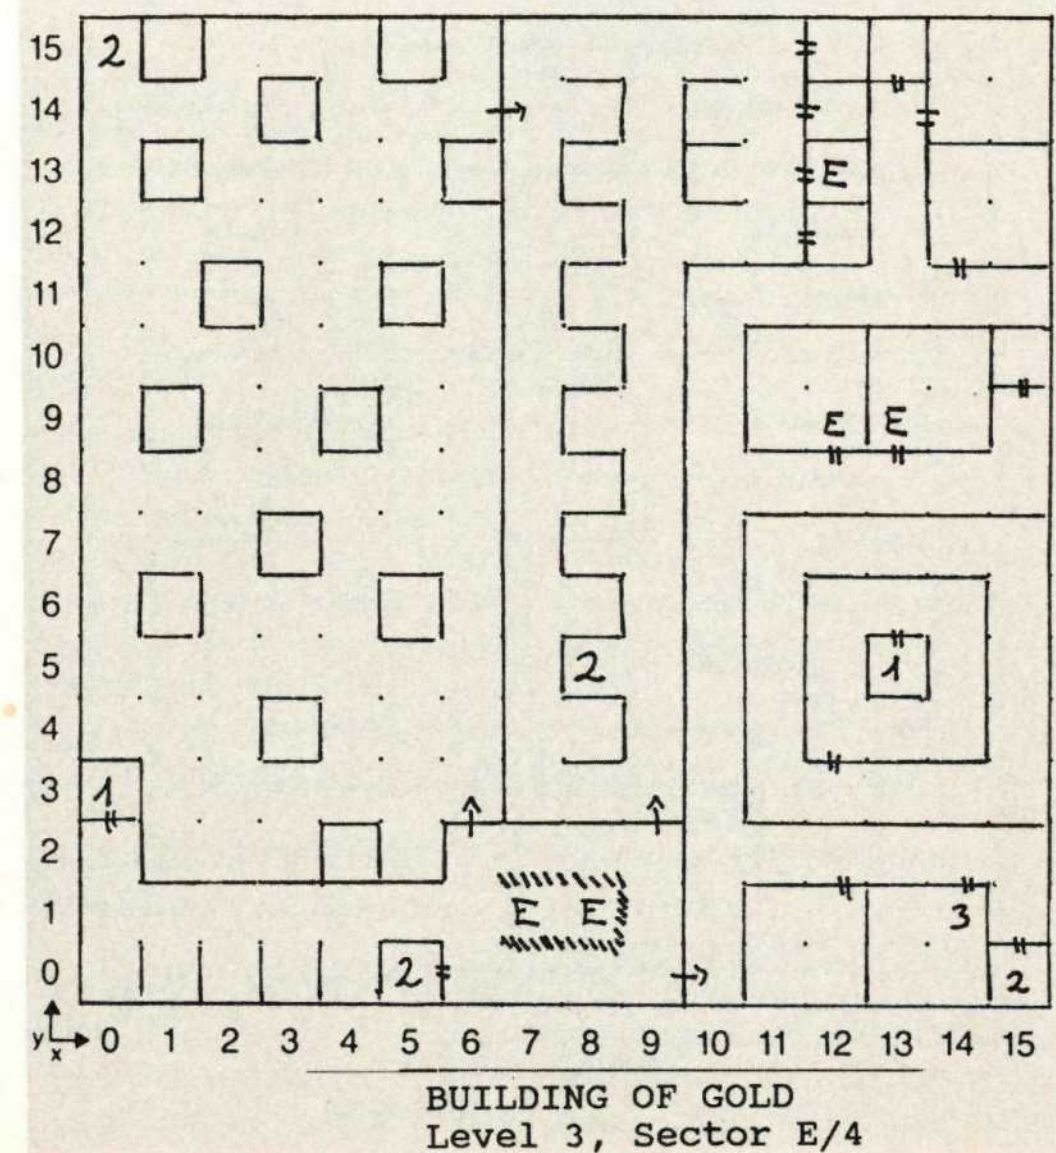 15 2
14
13 E
12
11
10
9 E E
8
7
6
5 2 1
4
3 1
2
1 E E 3
0 2 2
y x 0 1 2 3 4 5 6 7 8 9 10 11 12 13 14 15
BUILDING OF GOLD
Level 3, Sector E/4